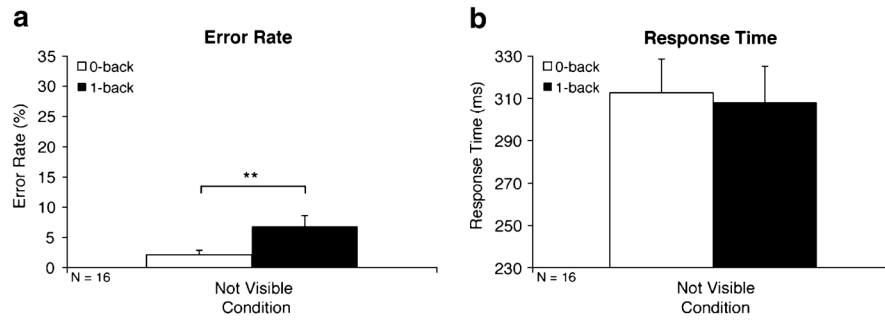 a
Error Rate
35
30
25
20
15
10
5
0
Error Rate (%)
0-back
1-back
**
N = 16
Not Visible
Condition
b
Response Time
330
310
290
270
250
230
Response Time (ms)
0-back
1-back
N = 16
Not Visible
Condition